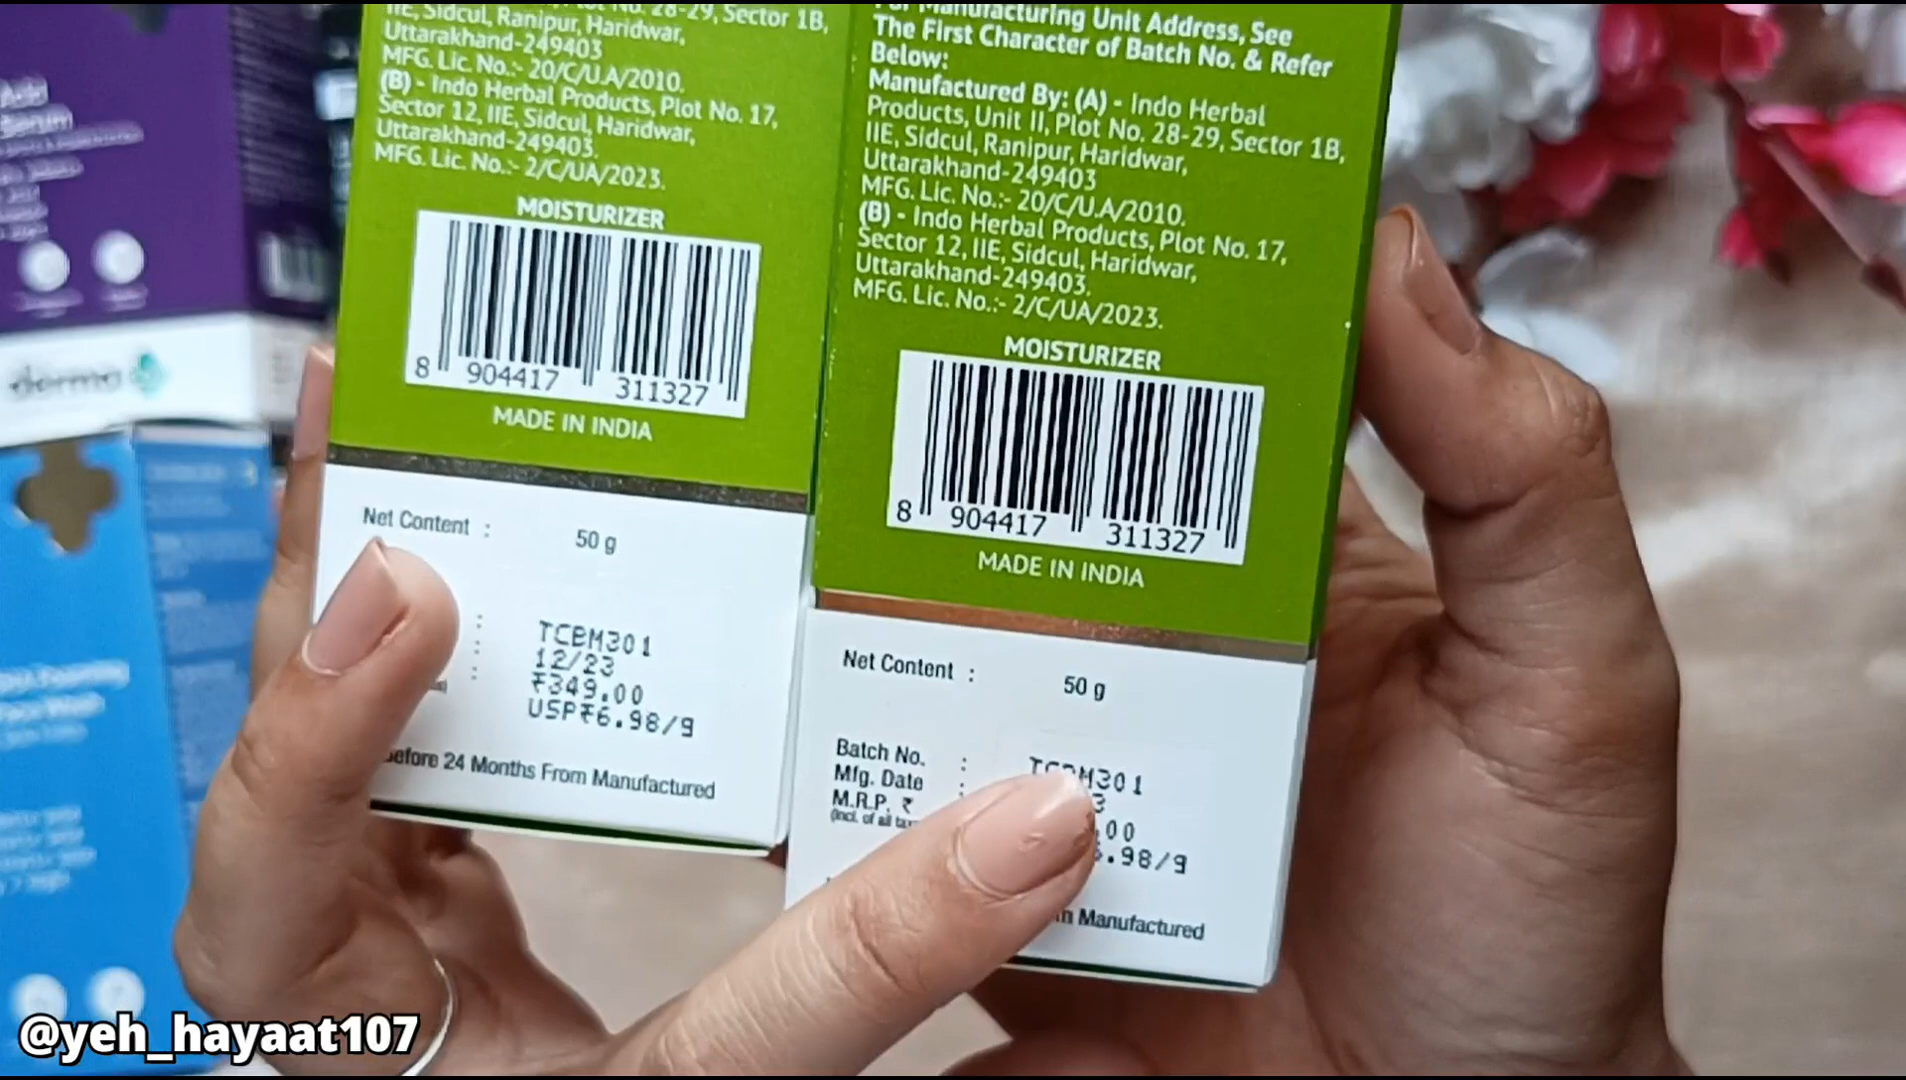 28-29, Sector 1B,
IIE, Sidcul, Ranipur, Haridwar,
Uttarakhand-249403
MFG. Lic. No.:- 20/C/U.A/2010.
(B) - Indo Herbal Products, Plot No. 17,
Sector 12, IIE, Sidcul, Haridwar,
Uttarakhand-249403.
MFG. Lic. No.:- 2/C/UA/2023.
MOISTURIZER
8 904417 311327
MADE IN INDIA
Net Content : 50 g
TCBM301
12/23
₹349.00
USP₹6.98/g
24 Months From Manufactured
Manufacturing Unit Address, See
The First Character of Batch No. & Refer
Below:
Manufactured By: (A) - Indo Herbal
Products, Unit II, Plot No. 28-29, Sector 1B,
IIE, Sidcul, Ranipur, Haridwar,
Uttarakhand-249403
MFG. Lic. No.:- 20/C/U.A/2010.
(B) - Indo Herbal Products, Plot No. 17,
Sector 12, IIE, Sidcul, Haridwar,
Uttarakhand-249403.
MFG. Lic. No.:- 2/C/UA/2023.
MOISTURIZER
8 904417 311327
MADE IN INDIA
Net Content : 50 g
Batch No. :
Mfg. Date :
M.R.P. ₹
(Incl. of all
.98/g
Manufactured
Serum
derma
@yeh_hayaat107